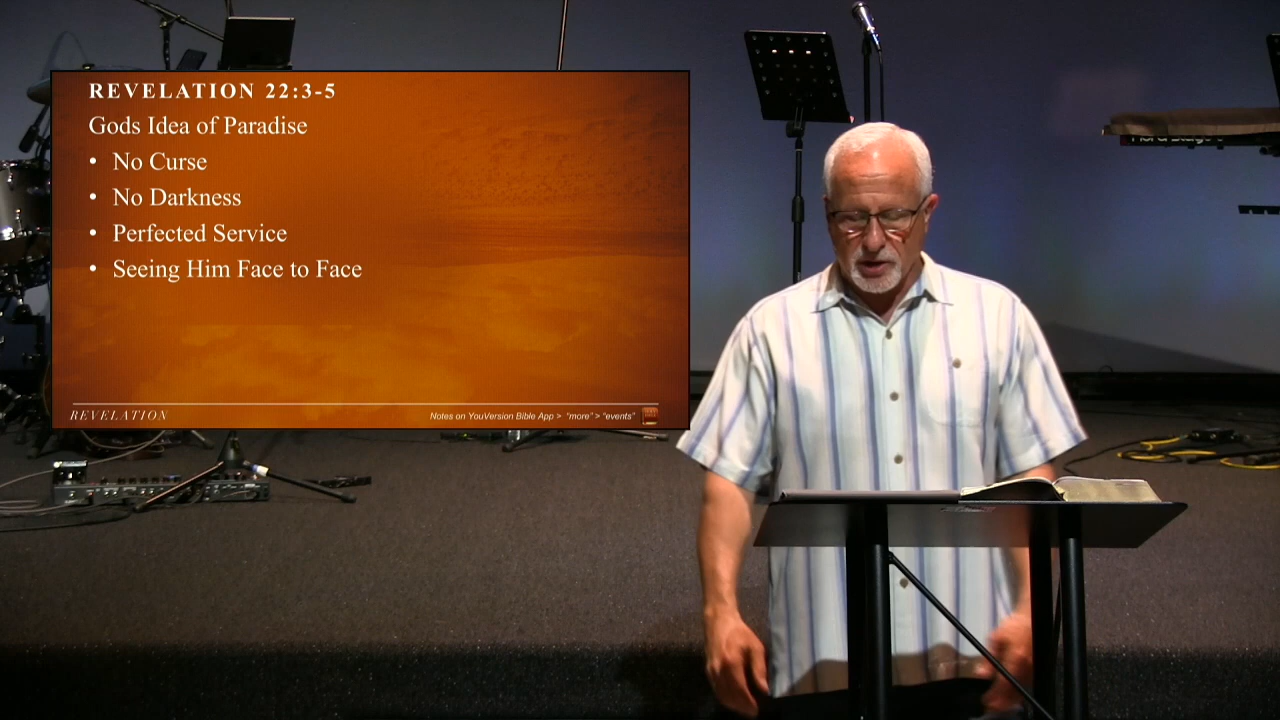 REVELATION 22:3-5
Gods Idea of Paradise
• No Curse
• No Darkness
• Perfected Service
• Seeing Him Face to Face
REVELATION
Notes on YouVersion Bible App > "more" > "events"